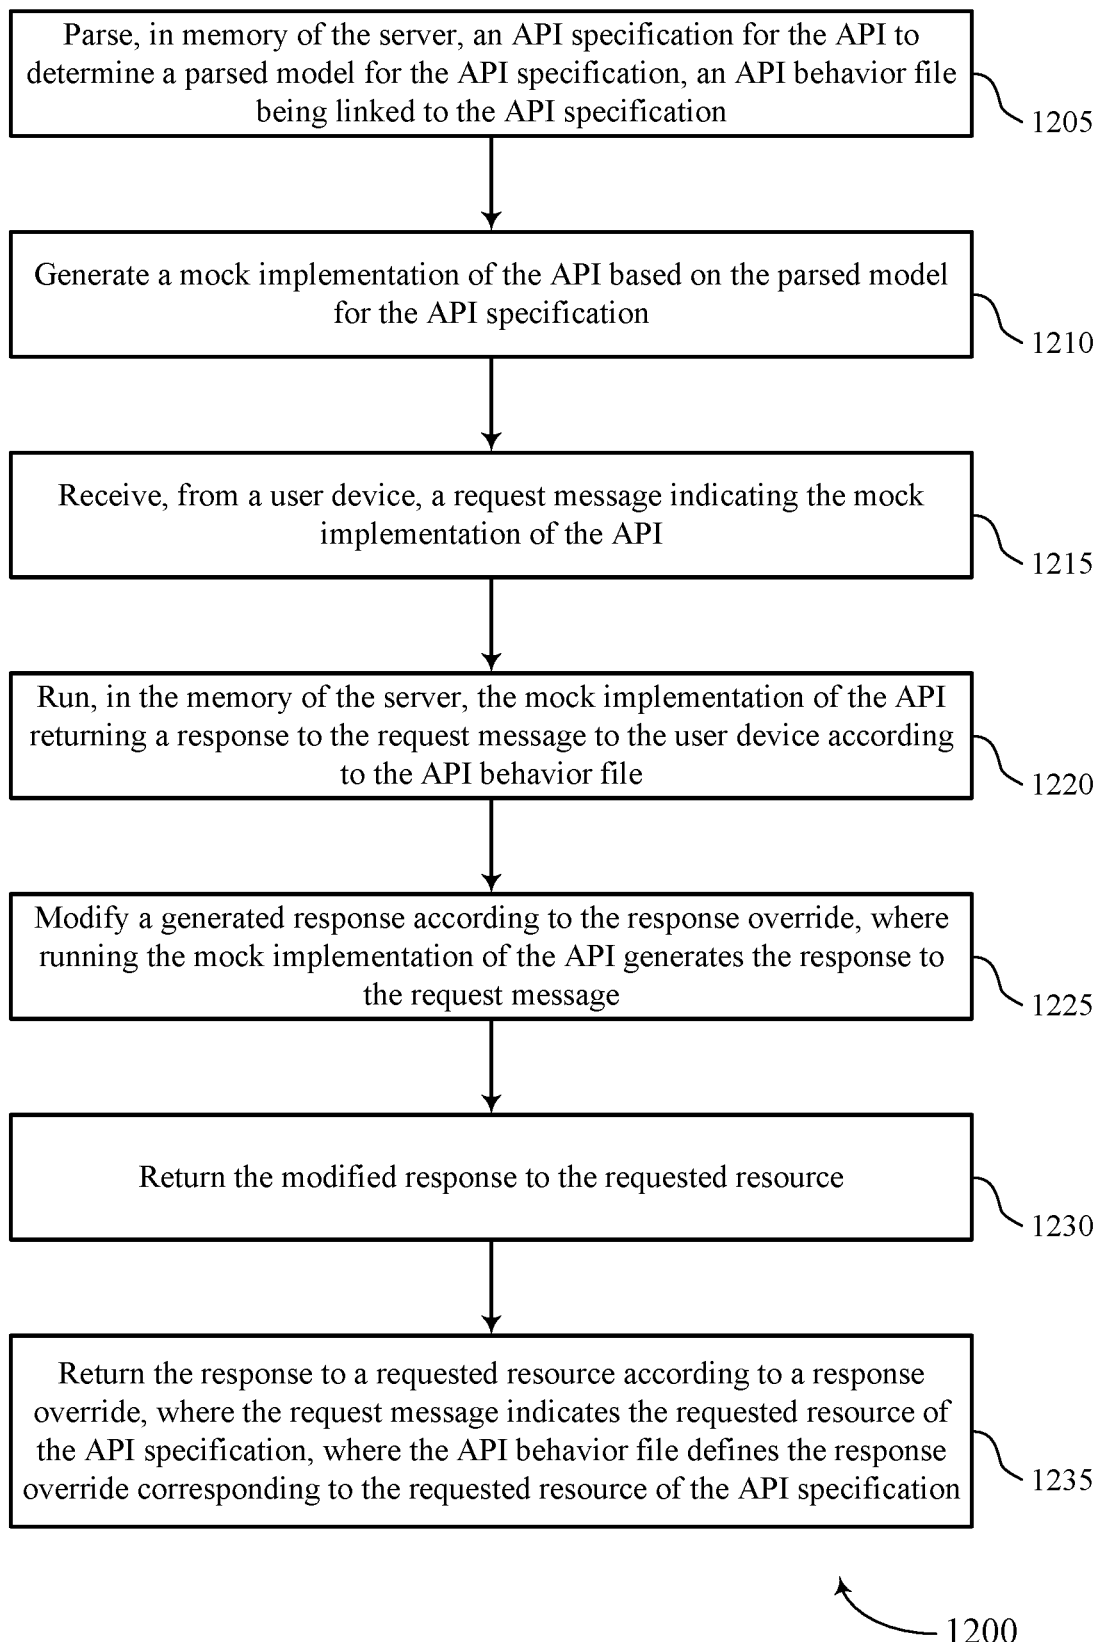 Parse, in memory of the server, an API specification for the API to
determine a parsed model for the API specification, an API behavior file
being linked to the API specification
1205
Generate a mock implementation of the API based on the parsed model
for the API specification
1210
Receive, from a user device, a request message indicating the mock
implementation of the API
1215
Run, in the memory of the server, the mock implementation of the API
returning a response to the request message to the user device according
to the API behavior file
1220
Modify a generated response according to the response override, where
running the mock implementation of the API generates the response to
the request message
1225
Return the modified response to the requested resource
1230
Return the response to a requested resource according to a response
override, where the request message indicates the requested resource of
the API specification, where the API behavior file defines the response
override corresponding to the requested resource of the API specification
1235
1200